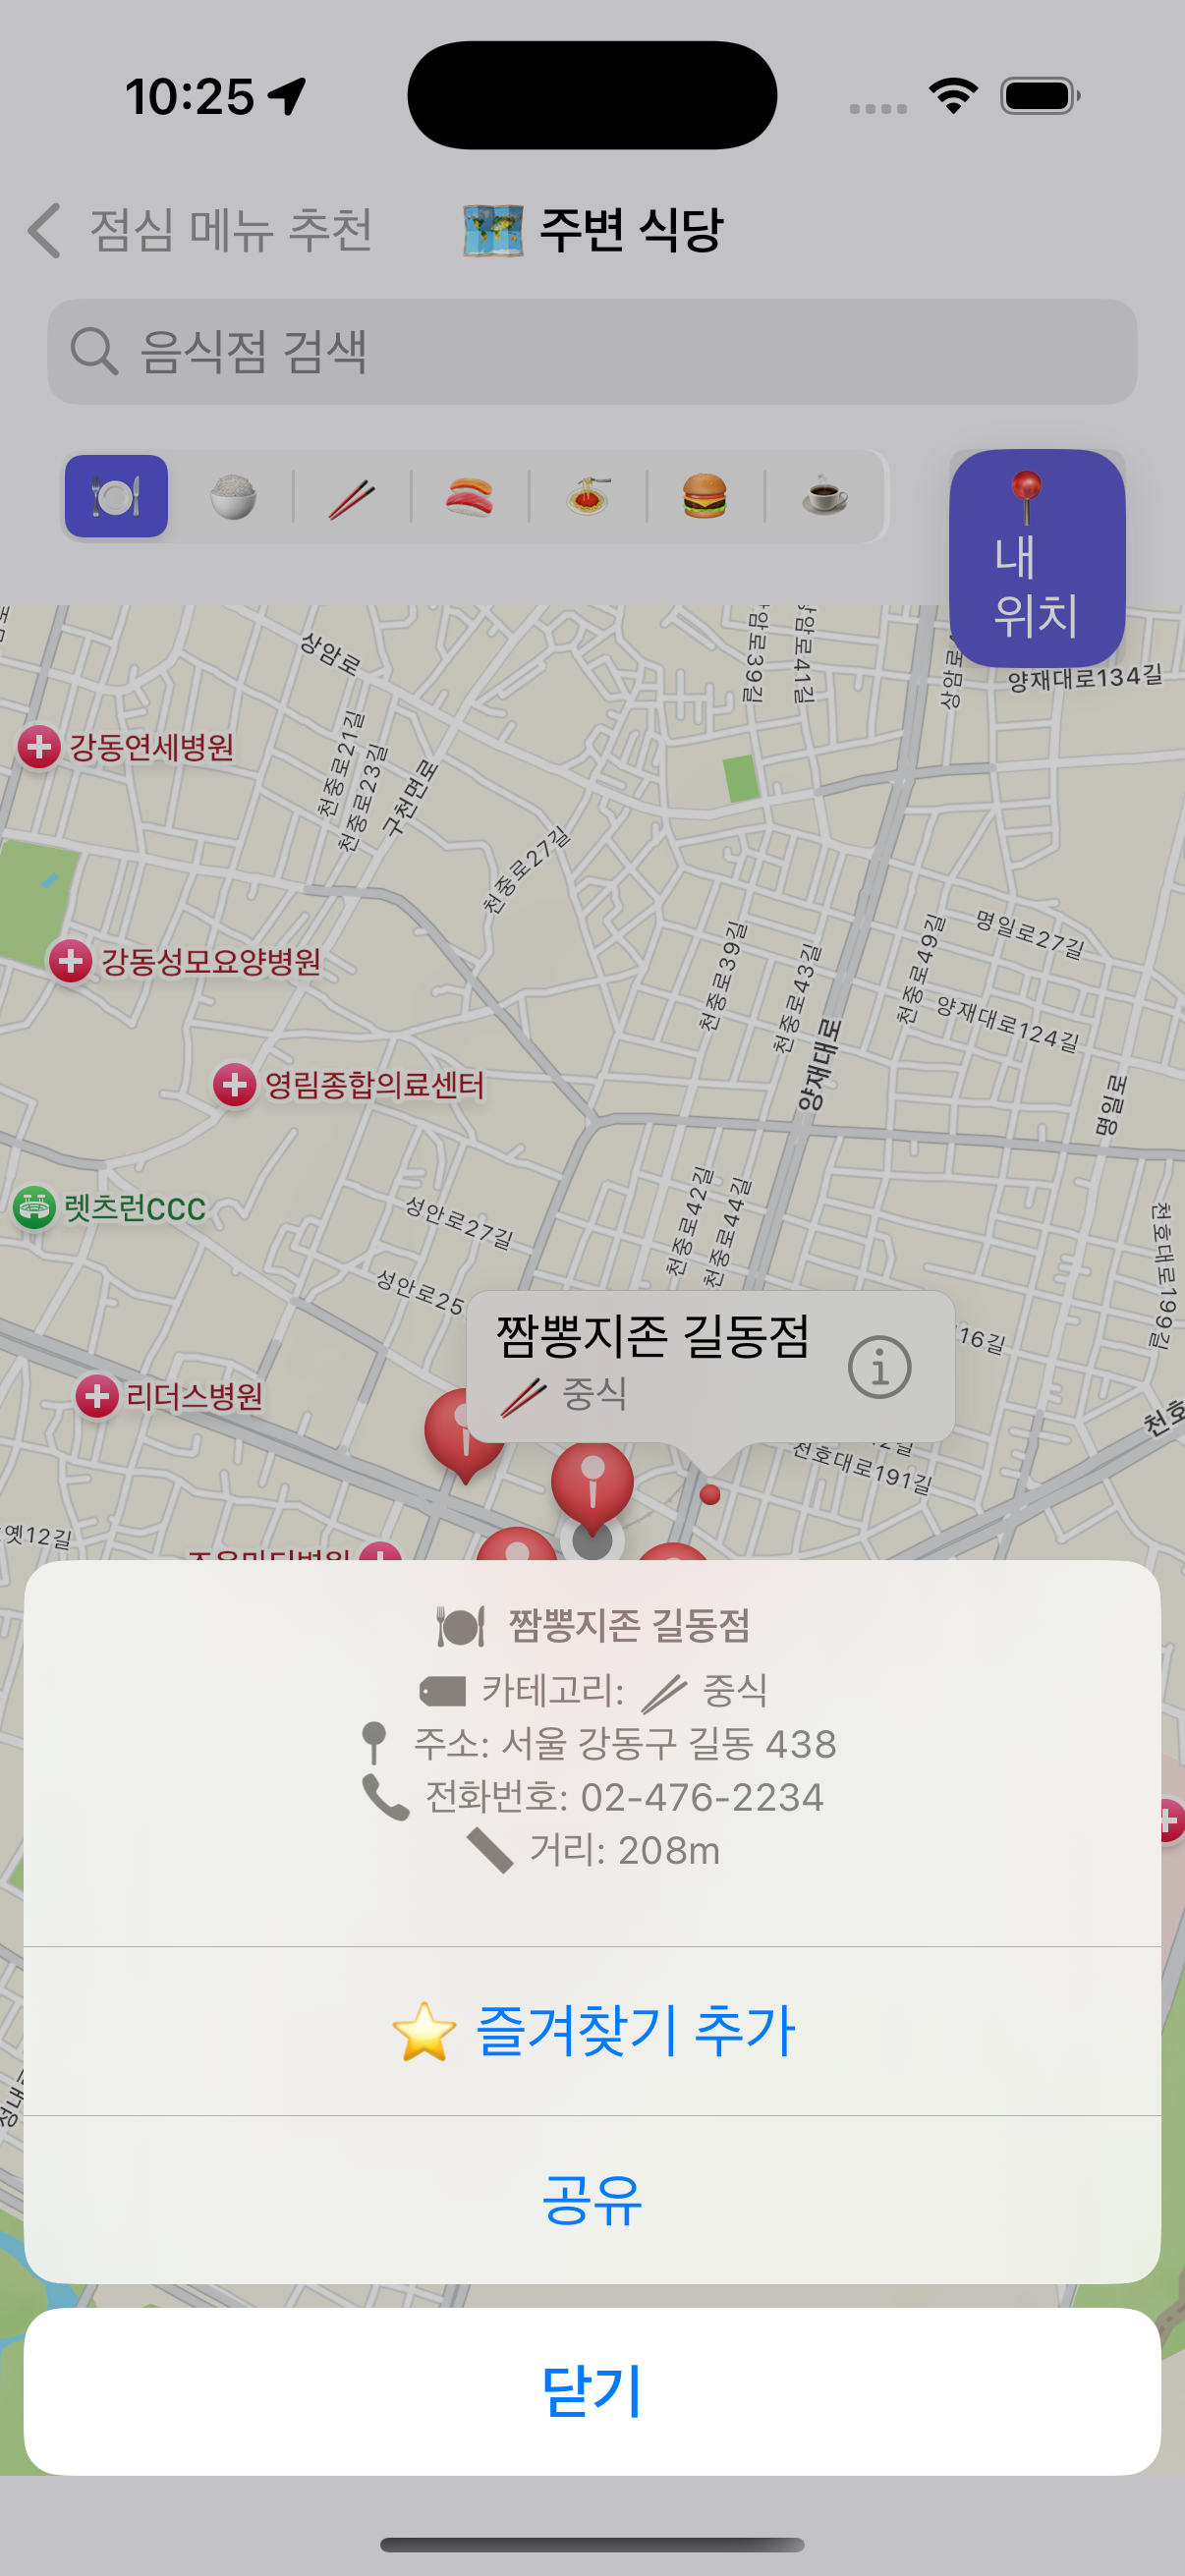 10:25
점심 메뉴 추천
🗺️ 주변 식당
음식점 검색
📍
내
위치
상암로
양재대로134길
강동연세병원
천중로21길
천중로23길
구천면로
천중로27길
강동성모요양병원
천중로39길
천중로43길
천중로49길
명일로27길
양재대로124길
양재대로
명일로
영림종합의료센터
렛츠런CCC
성안로27길
성안로25
천중로42길
천중로44길
천호대로199길
16길
짬뽕지존 길동점
🥢 중식
리더스병원
천호대로191길
옛12길
🍽️ 짬뽕지존 길동점
🏷️ 카테고리: 🥢 중식
📍 주소: 서울 강동구 길동 438
📞 전화번호: 02-476-2234
📏 거리: 208m
⭐ 즐겨찾기 추가
공유
닫기